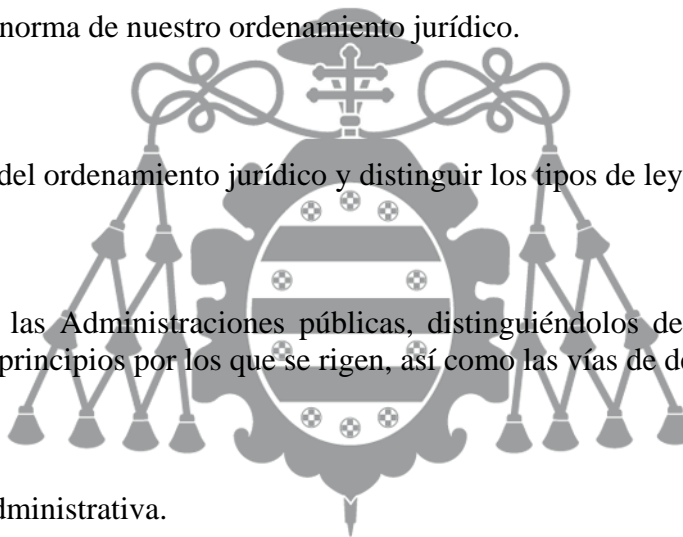 norma de nuestro ordenamiento jurídico.
del ordenamiento jurídico y distinguir los tipos de ley
las Administraciones públicas, distinguiéndolos de
principios por los que se rigen, así como las vías de de
dministrativa.